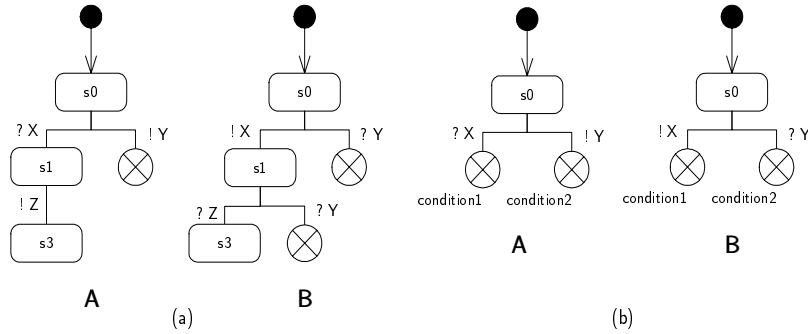 s0
? X
! Y
s1
! Z
s3
A
s0
! X
? Y
s1
? Z
? Y
s3
B
(a)
s0
? X
! Y
condition1
condition2
A
s0
! X
? Y
condition1
condition2
B
(b)